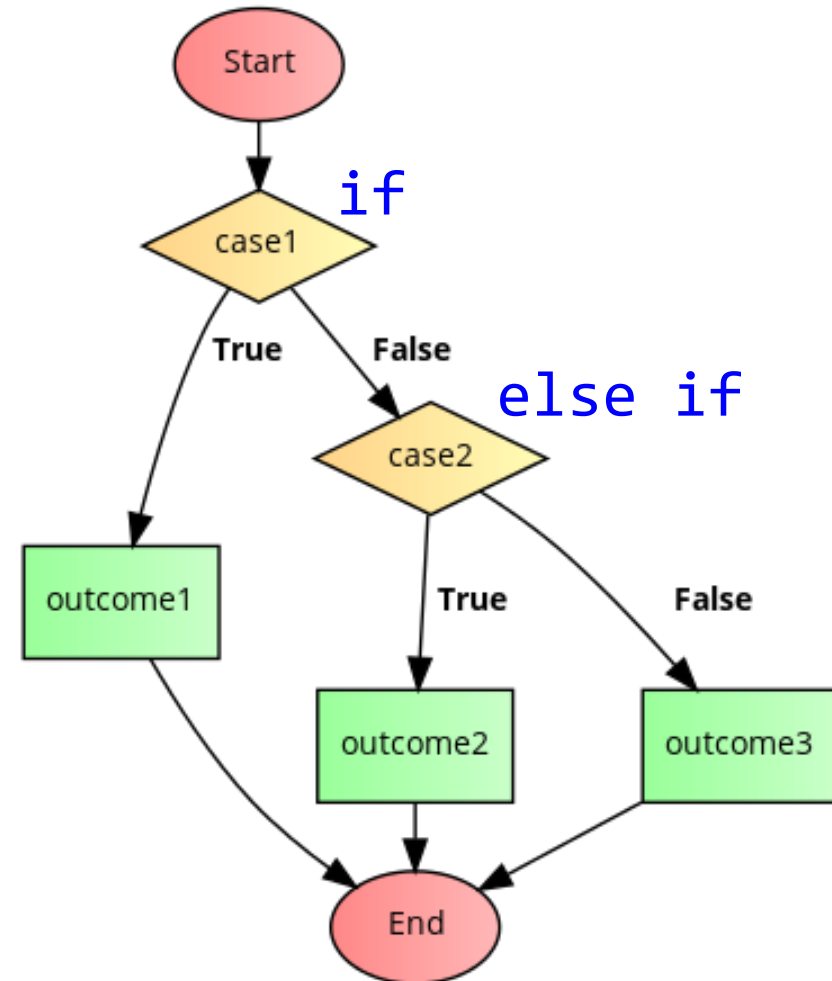 Start
if
case1
True
False
else if
case2
outcome1
True
False
outcome2
outcome3
End